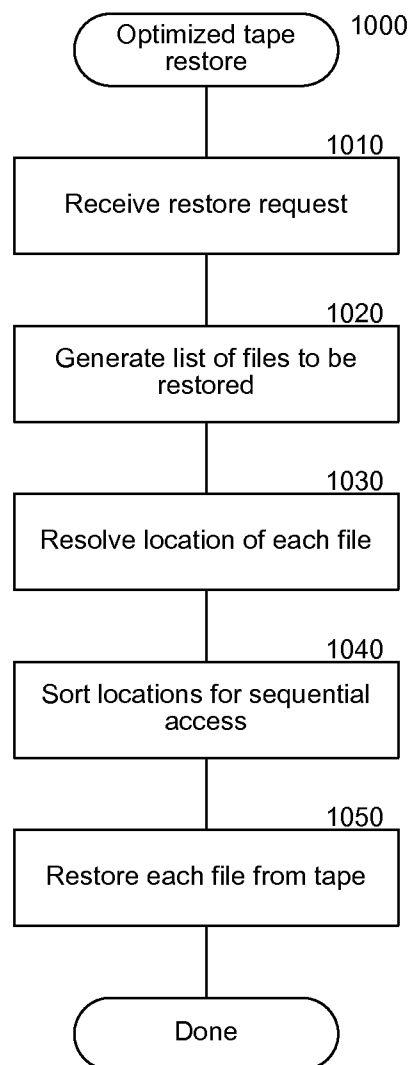 Optimized tape
restore
1000
1010
Receive restore request
1020
Generate list of files to be
restored
1030
Resolve location of each file
1040
Sort locations for sequential
access
1050
Restore each file from tape
Done